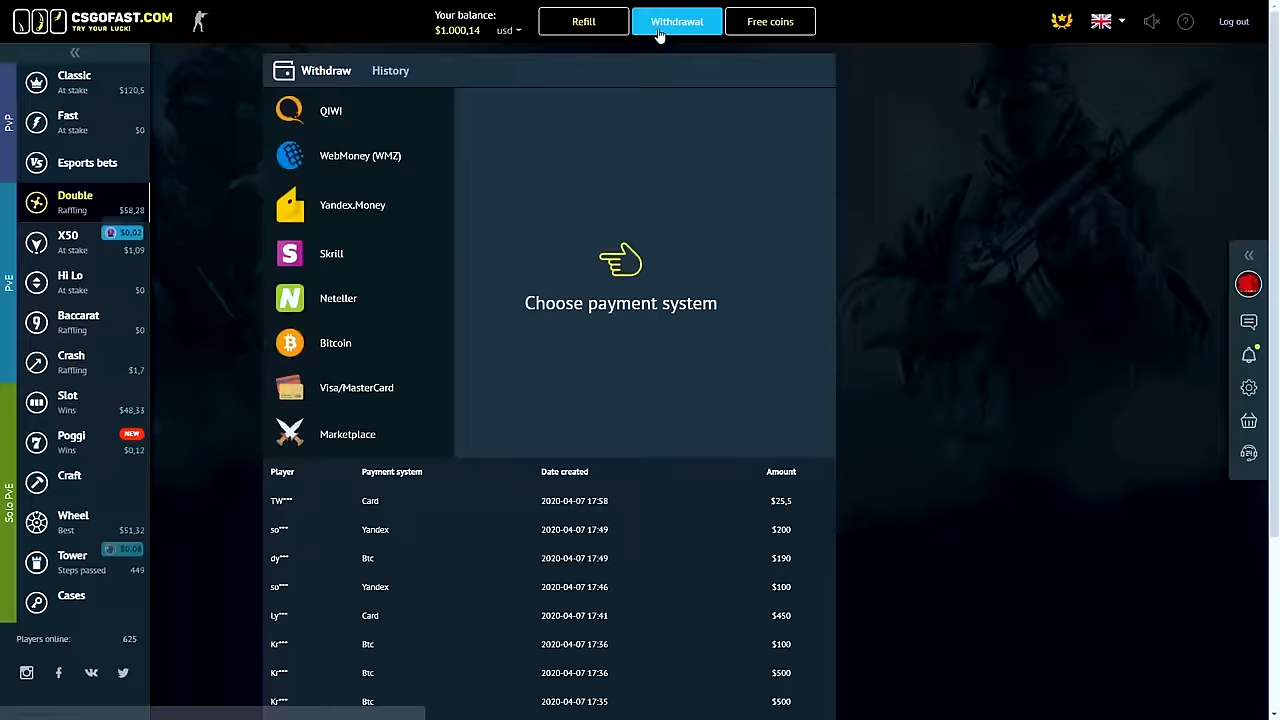 CSGOFAST.COM
TRY YOUR LUCK!
Your balance:
$1.000,14 usd
Refill
Withdrawal
Free coins
Log out
PvP
Classic
At stake $120,5
Fast
At stake $0
Vs Esports bets
PvE
Double
Raffling $58,28
X50 $0,02
At stake $1,09
Hi Lo
At stake $0
Baccarat
Raffling $0
Crash
Raffling $1,7
Solo PvE
Slot
Wins $48,33
Poggi NEW
Wins $0,12
Craft
Wheel
Best $51,32
Tower $0,06
Steps passed 449
Cases
Players online: 625
Withdraw History
QIWI
WebMoney (WMZ)
Yandex.Money
Skrill
Neteller
Bitcoin
Visa/MasterCard
Marketplace
Choose payment system
Player Payment system Date created Amount
TW*** Card 2020-04-07 17:58 $25,5
so*** Yandex 2020-04-07 17:49 $200
dy*** Btc 2020-04-07 17:49 $190
so*** Yandex 2020-04-07 17:46 $100
Ly*** Card 2020-04-07 17:41 $450
Kr*** Btc 2020-04-07 17:36 $100
Kr*** Btc 2020-04-07 17:36 $500
Kr*** Btc 2020-04-07 17:35 $500